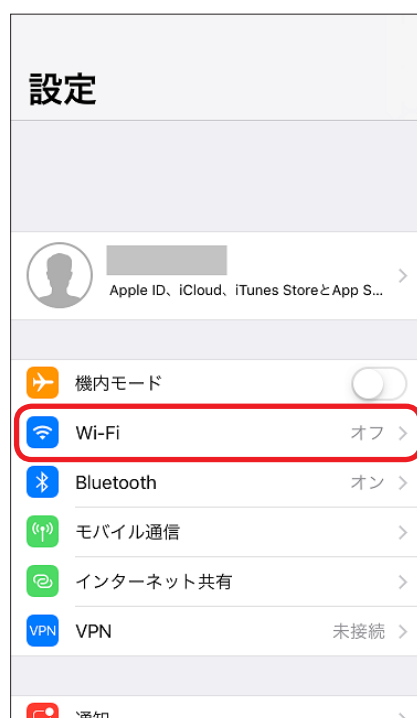 設定
Apple ID、iCloud、iTunes StoreとApp S...
機内モード
Wi-Fi オフ
Bluetooth オン
モバイル通信
インターネット共有
VPN VPN 未接続
通知